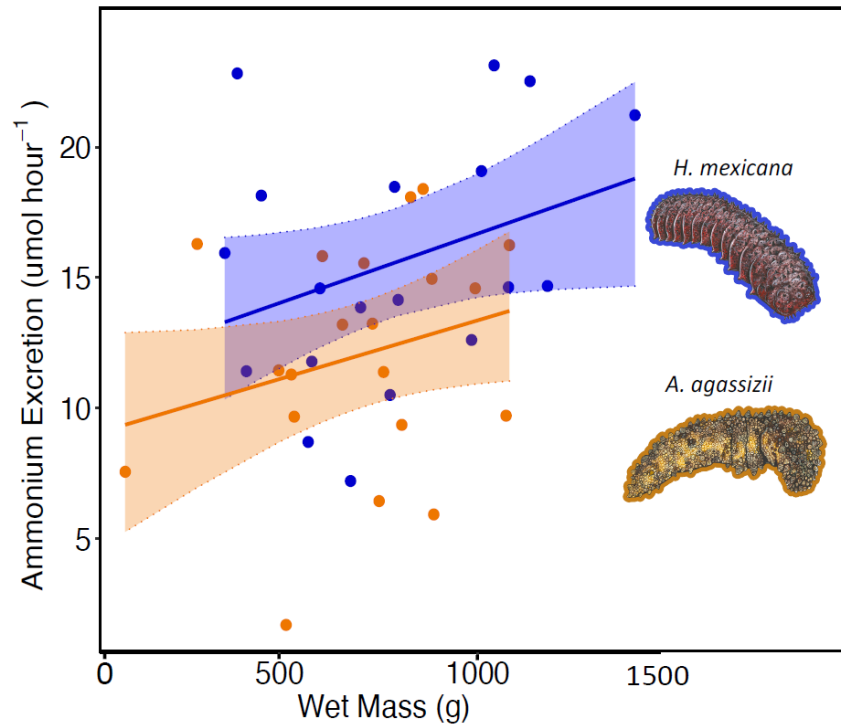 20
15
10
5
0 500 1000 1500
Wet Mass (g)
Ammonium Excretion (umol hour⁻¹ )
H. mexicana
A. agassizii